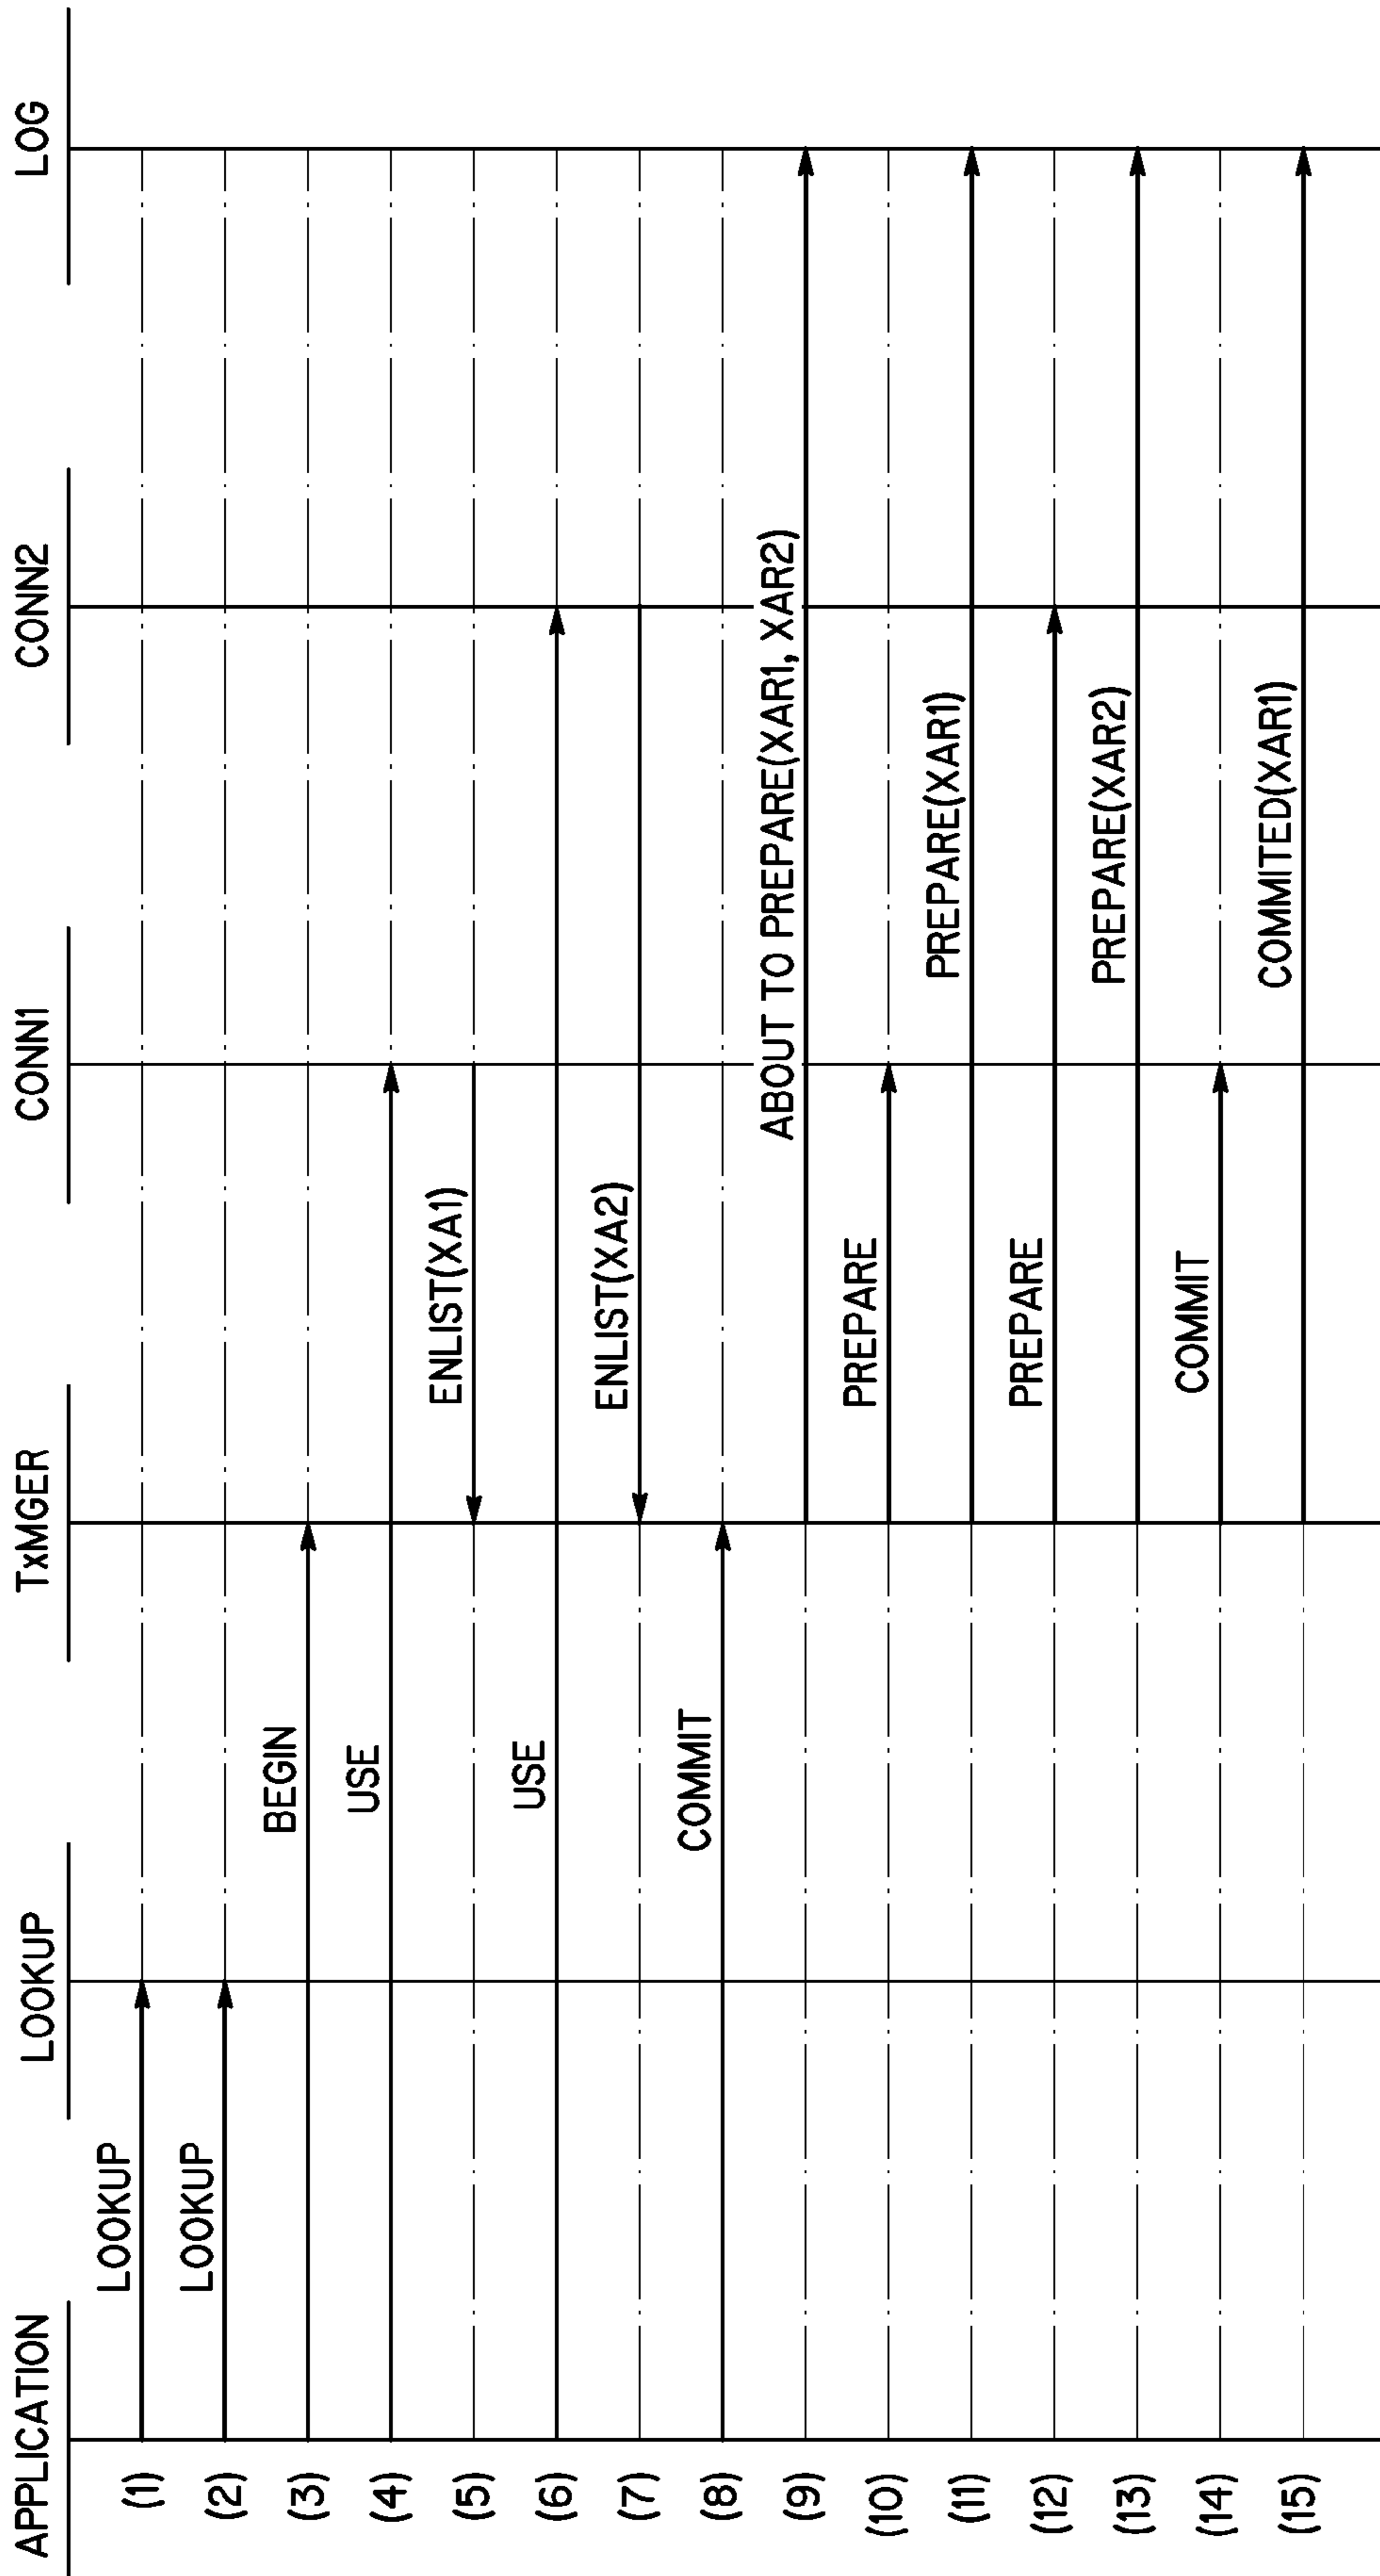 APPLICATION LOOKUP TxMGER CONN1 CONN2 LOG
(1) LOOKUP
(2) LOOKUP
(3) BEGIN
(4) USE
(5) ENLIST(XA1)
(6) USE
(7) ENLIST(XA2)
(8) COMMIT
(9) ABOUT TO PREPARE(XAR1, XAR2)
(10) PREPARE
(11) PREPARE(XAR1)
(12) PREPARE
(13) PREPARE(XAR2)
(14) COMMIT
(15) COMMITED(XAR1)